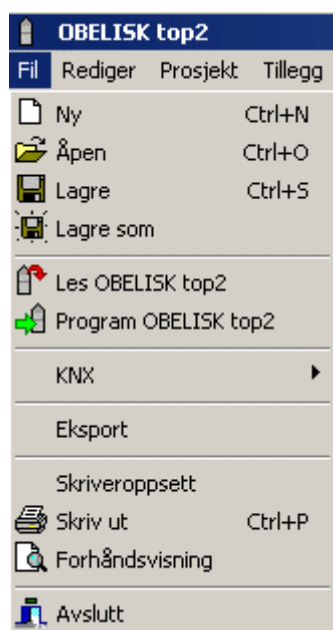 OBELISK top2
Fil Rediger Prosjekt Tillegg
Ny Ctrl+N
Åpen Ctrl+O
Lagre Ctrl+S
Lagre som
Les OBELISK top2
Program OBELISK top2
KNX
Eksport
Skriveroppsett
Skriv ut Ctrl+P
Forhåndsvisning
Avslutt